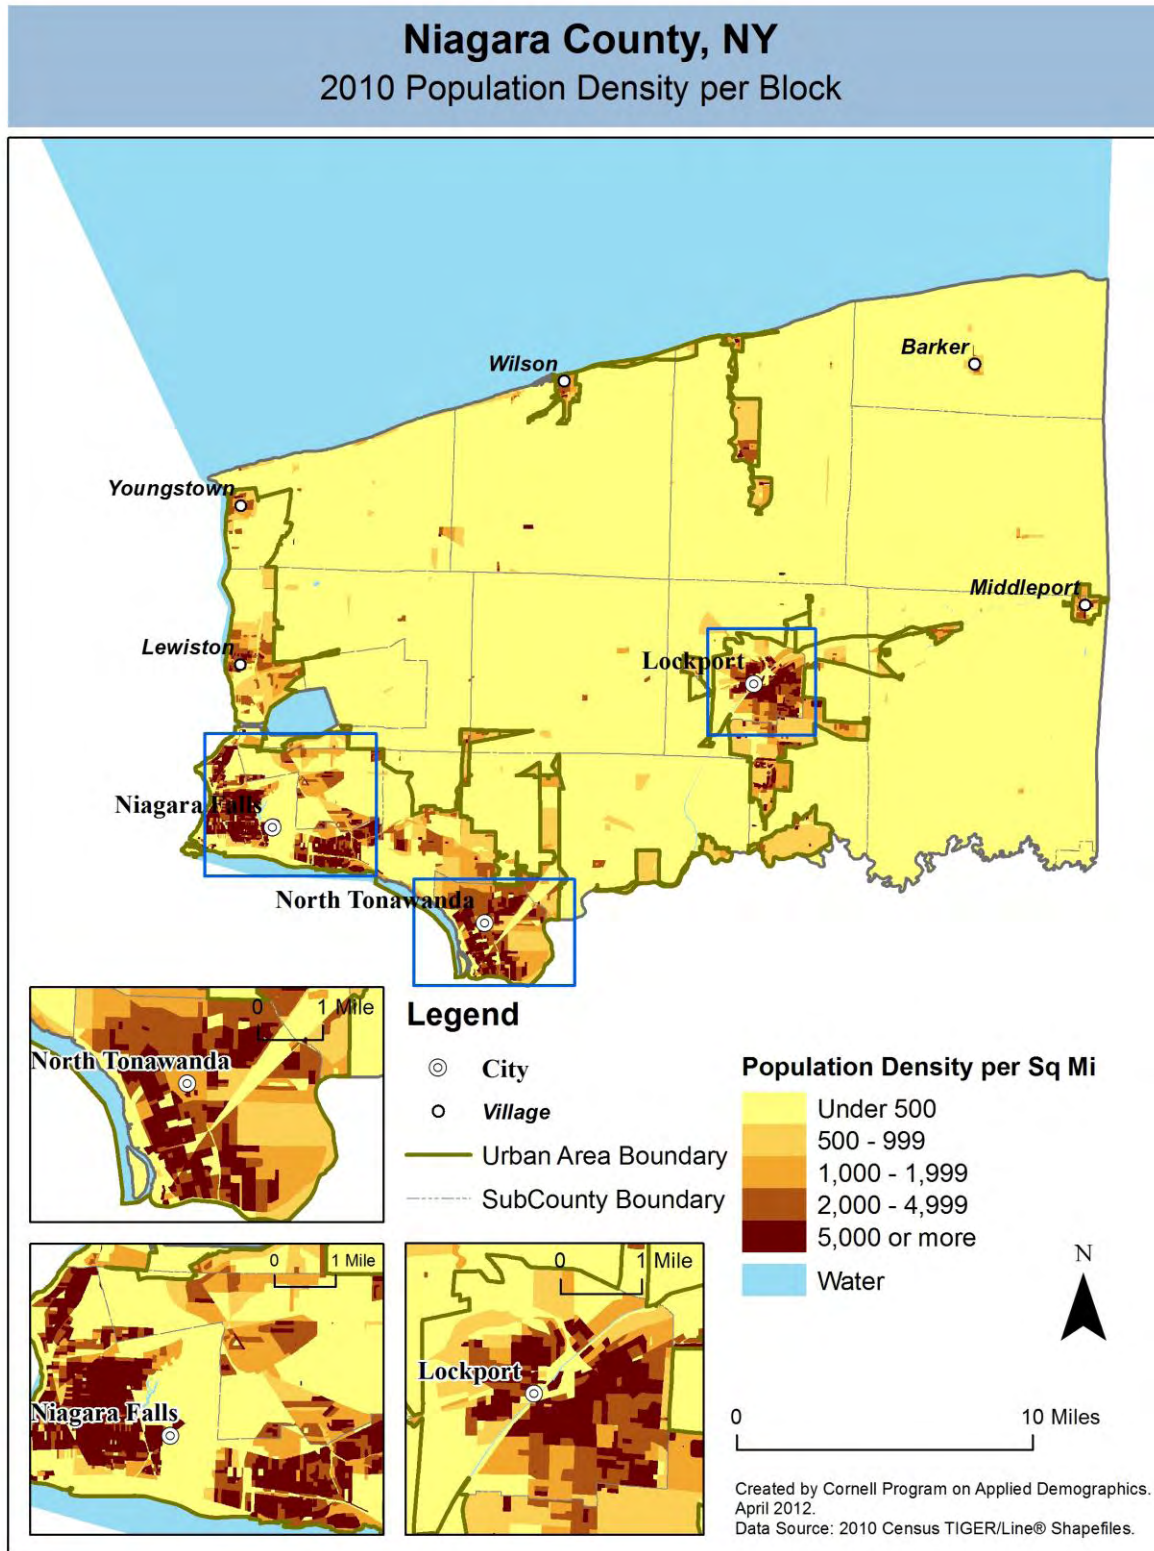 Niagara County, NY
2010 Population Density per Block
Wilson
Barker
Youngstown
Middleport
Lewiston
Lockport
Niagara Falls
North Tonawanda
0 1 Mile
North Tonawanda
Legend
City
Village
Urban Area Boundary
SubCounty Boundary
Population Density per Sq Mi
Under 500
500 - 999
1,000 - 1,999
2,000 - 4,999
5,000 or more
Water
0 1 Mile
Niagara Falls
0 1 Mile
Lockport
N
0 10 Miles
Created by Cornell Program on Applied Demographics.
April 2012.
Data Source: 2010 Census TIGER/Line® Shapefiles.